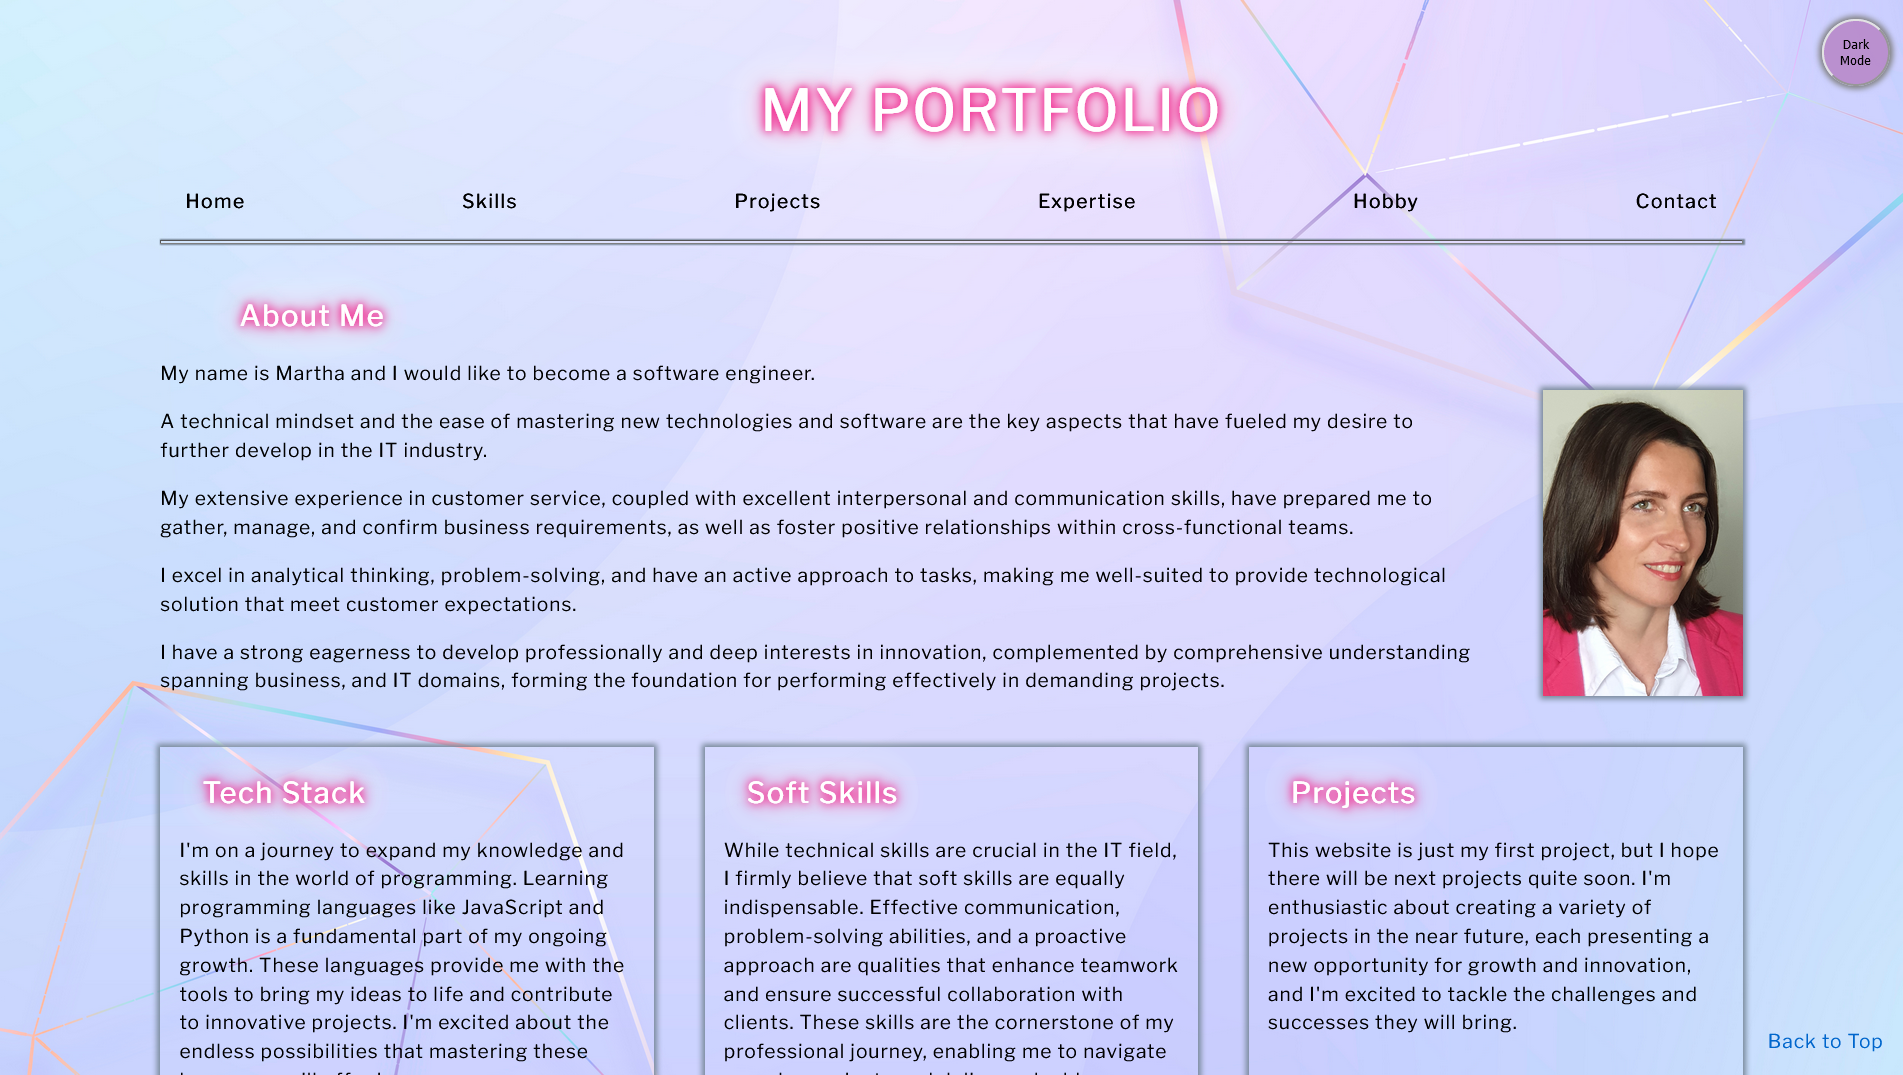 Dark
Mode
MY PORTFOLIO
Home Skills Projects Expertise Hobby Contact
About Me
My name is Martha and I would like to become a software engineer.
A technical mindset and the ease of mastering new technologies and software are the key aspects that have fueled my desire to
further develop in the IT industry.
My extensive experience in customer service, coupled with excellent interpersonal and communication skills, have prepared me to
gather, manage, and confirm business requirements, as well as foster positive relationships within cross-functional teams.
I excel in analytical thinking, problem-solving, and have an active approach to tasks, making me well-suited to provide technological
solution that meet customer expectations.
I have a strong eagerness to develop professionally and deep interests in innovation, complemented by comprehensive understanding
spanning business, and IT domains, forming the foundation for performing effectively in demanding projects.
Tech Stack
I'm on a journey to expand my knowledge and
skills in the world of programming. Learning
programming languages like JavaScript and
Python is a fundamental part of my ongoing
growth. These languages provide me with the
tools to bring my ideas to life and contribute
to innovative projects. I'm excited about the
endless possibilities that mastering these
Soft Skills
While technical skills are crucial in the IT field,
I firmly believe that soft skills are equally
indispensable. Effective communication,
problem-solving abilities, and a proactive
approach are qualities that enhance teamwork
and ensure successful collaboration with
clients. These skills are the cornerstone of my
professional journey, enabling me to navigate
Projects
This website is just my first project, but I hope
there will be next projects quite soon. I'm
enthusiastic about creating a variety of
projects in the near future, each presenting a
new opportunity for growth and innovation,
and I'm excited to tackle the challenges and
successes they will bring.
Back to Top